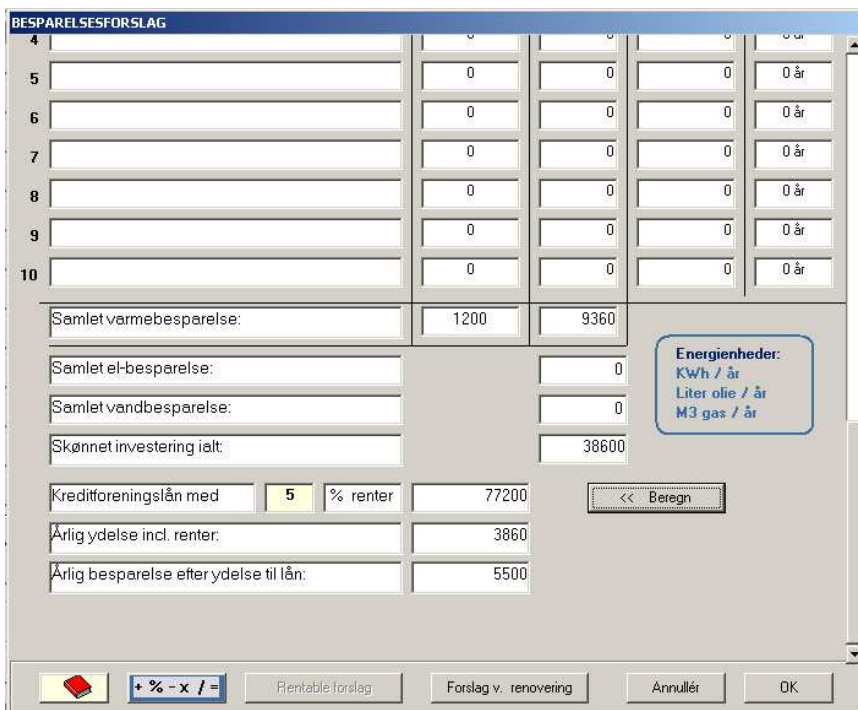 BESPARELSESFORSLAG
4
5 0 0 0 0 år
6 0 0 0 0 år
7 0 0 0 0 år
8 0 0 0 0 år
9 0 0 0 0 år
10 0 0 0 0 år
Samlet varmebesparelse: 1200 9360
Samlet el-besparelse: 0
Samlet vandbesparelse: 0
Skønnet investering ialt: 38600
Energienheder:
KWh / år
Liter olie / år
M3 gas / år
Kreditforeningslån med 5 % renter 77200 << Beregn
Årlig ydelse incl. renter: 3860
Årlig besparelse efter ydelse til lån: 5500
+ % - x / = Rentable forslag Forslag v. renovering Annullér OK